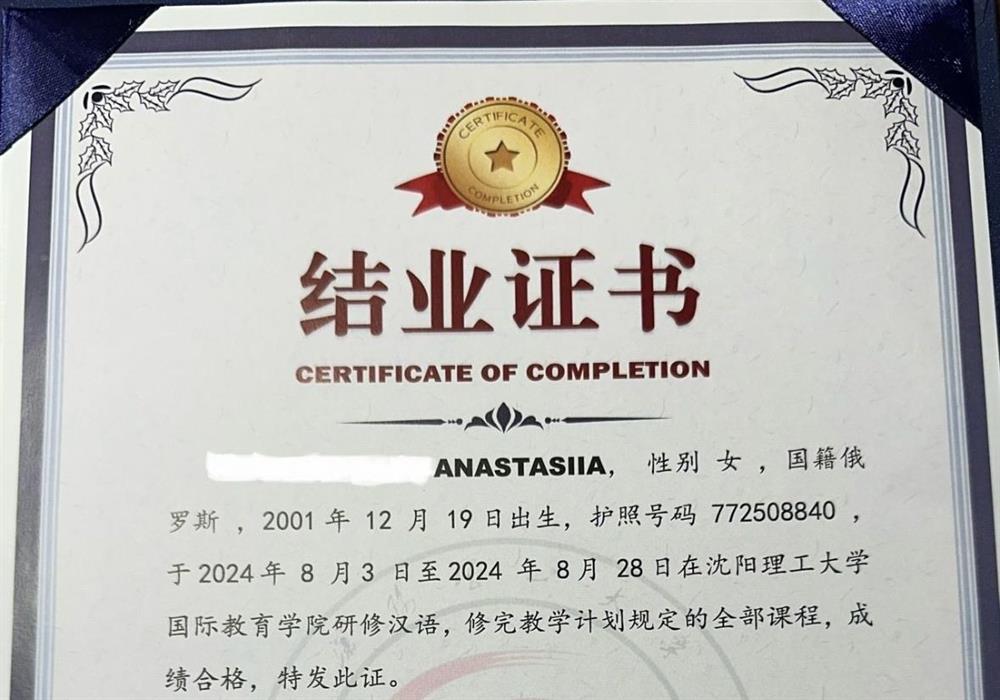 CERTIFICATE
COMPLETION
结业证书
CERTIFICATE OF COMPLETION
ANASTASIIA, 性别 女 ,国籍俄
罗斯 ,2001 年 12 月 19 日出生,护照号码 772508840 ,
于 2024 年 8 月 3 日至 2024 年 8 月 28 日在沈阳理工大学
国际教育学院研修汉语,修完教学计划规定的全部课程,成
绩合格,特发此证。